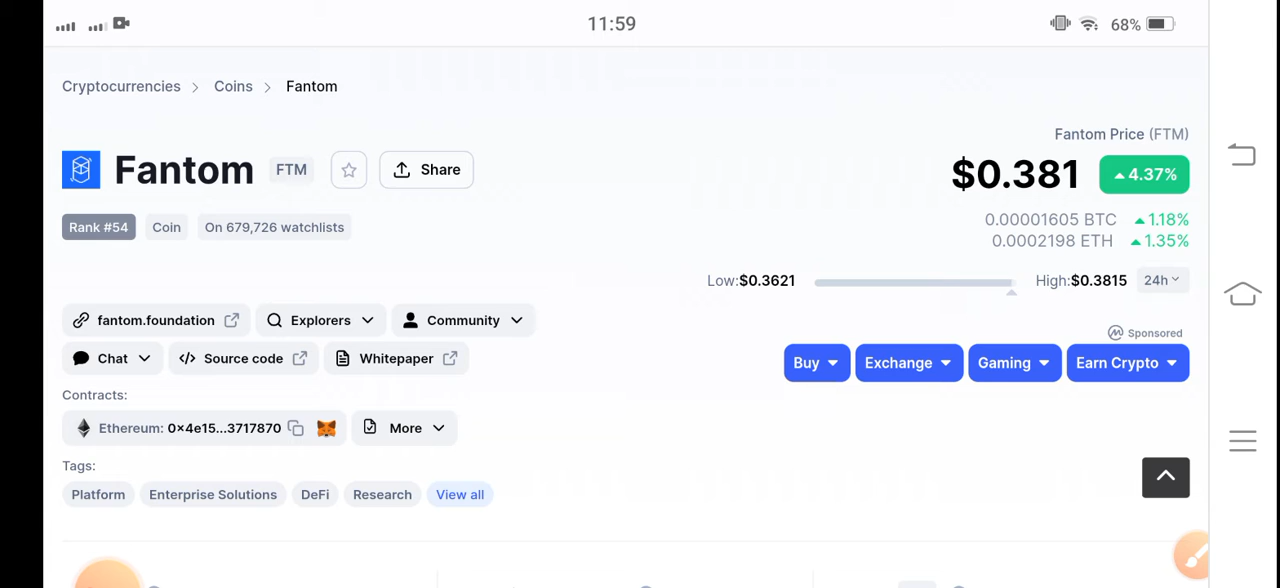 11:59
68%
Cryptocurrencies > Coins > Fantom
Fantom Price (FTM)
Fantom FTM Share
$0.381 4.37%
Rank #54 Coin On 679,726 watchlists
0.00001605 BTC 1.18%
0.0002198 ETH 1.35%
Low:$0.3621 High:$0.3815 24h
fantom.foundation Explorers Community
Sponsored
Chat Source code Whitepaper
Buy Exchange Gaming Earn Crypto
Contracts:
Ethereum: 0x4e15...3717870 More
Tags:
Platform Enterprise Solutions DeFi Research View all